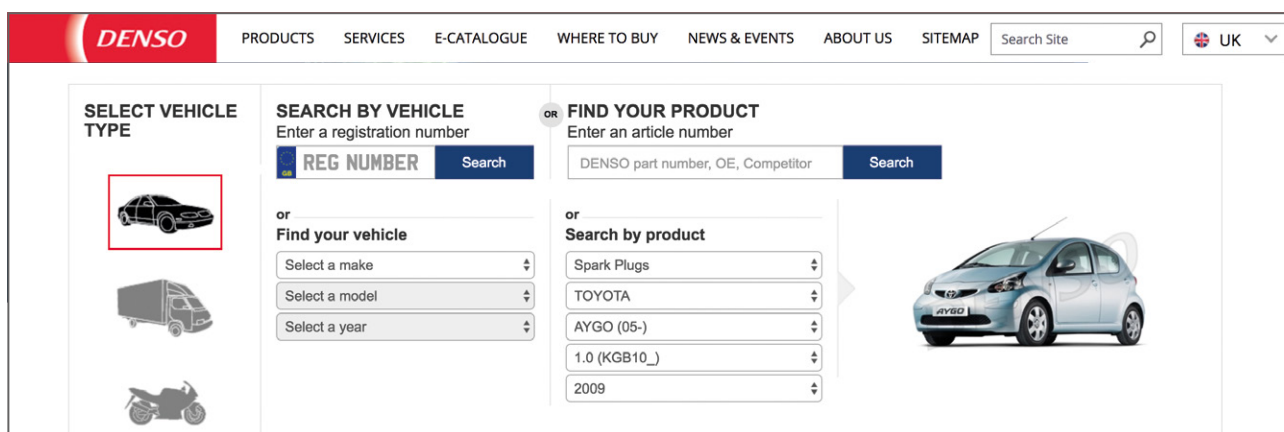 DENSO
PRODUCTS SERVICES E-CATALOGUE WHERE TO BUY NEWS & EVENTS ABOUT US SITEMAP Search Site UK
SELECT VEHICLE
TYPE
SEARCH BY VEHICLE
Enter a registration number
GB REG NUMBER Search
or
Find your vehicle
Select a make
Select a model
Select a year
OR
FIND YOUR PRODUCT
Enter an article number
DENSO part number, OE, Competitor Search
or
Search by product
Spark Plugs
TOYOTA
AYGO (05-)
1.0 (KGB10_)
2009
AYGO